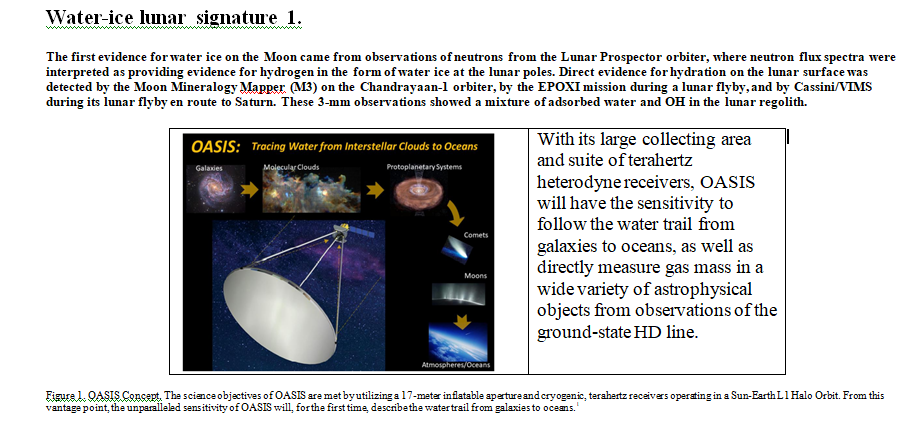 Water-ice lunar signature 1.
The first evidence for water ice on the Moon came from observations of neutrons from the Lunar Prospector orbiter, where neutron flux spectra were
interpreted as providing evidence for hydrogen in the form of water ice at the lunar poles. Direct evidence for hydration on the lunar surface was
detected by the Moon Mineralogy Mapper (M3) on the Chandrayaan-1 orbiter, by the EPOXI mission during a lunar flyby, and by Cassini/VIMS
during its lunar flyby en route to Saturn. These 3-mm observations showed a mixture of adsorbed water and OH in the lunar regolith.
OASIS: Tracing Water from Interstellar Clouds to Oceans
Galaxies
Molecular Clouds
Protoplanetary Systems
Comets
Moons
Atmospheres/Oceans
With its large collecting area
and suite of terahertz
heterodyne receivers, OASIS
will have the sensitivity to
follow the water trail from
galaxies to oceans, as well as
directly measure gas mass in a
wide variety of astrophysical
objects from observations of the
ground-state HD line.
Figure 1. OASIS Concept. The science objectives of OASIS are met by utilizing a 17-meter inflatable aperture and cryogenic, terahertz receivers operating in a Sun-Earth L1 Halo Orbit. From this
vantage point, the unparalleled sensitivity of OASIS will, for the first time, describe the water trail from galaxies to oceans.